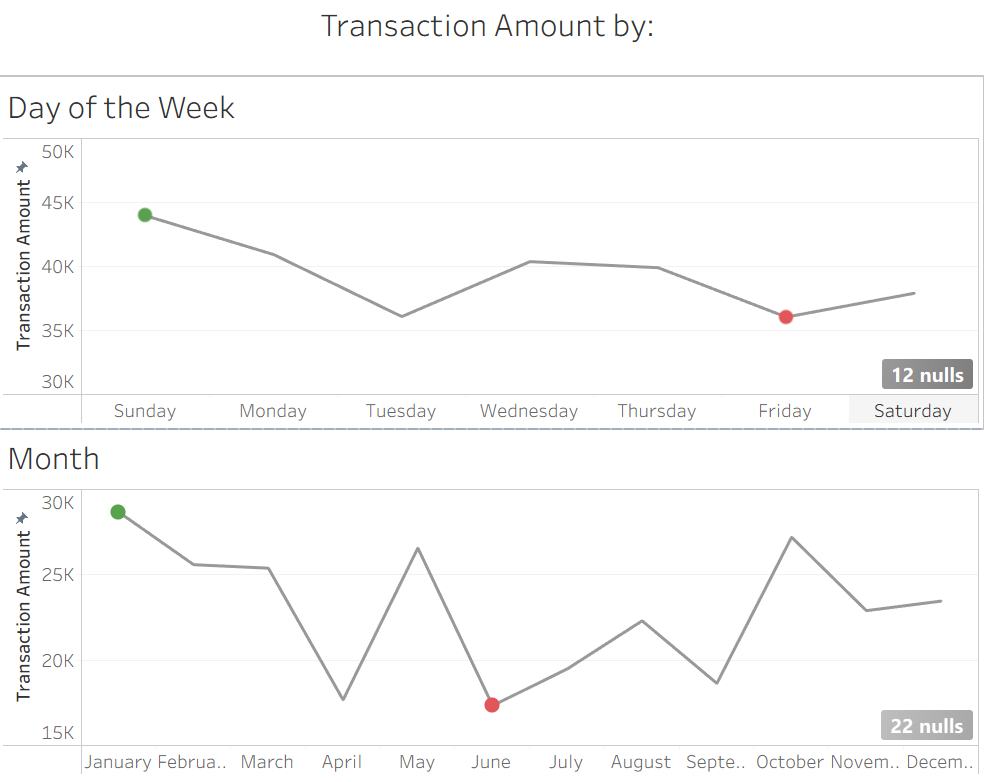 Transaction Amount by:
Day of the Week
Transaction Amount
50K
45K
40K
35K
30K
12 nulls
Sunday Monday Tuesday Wednesday Thursday Friday Saturday
Month
Transaction Amount
30K
25K
20K
15K
22 nulls
January Februa.. March April May June July August Septe.. October Novem.. Decem..